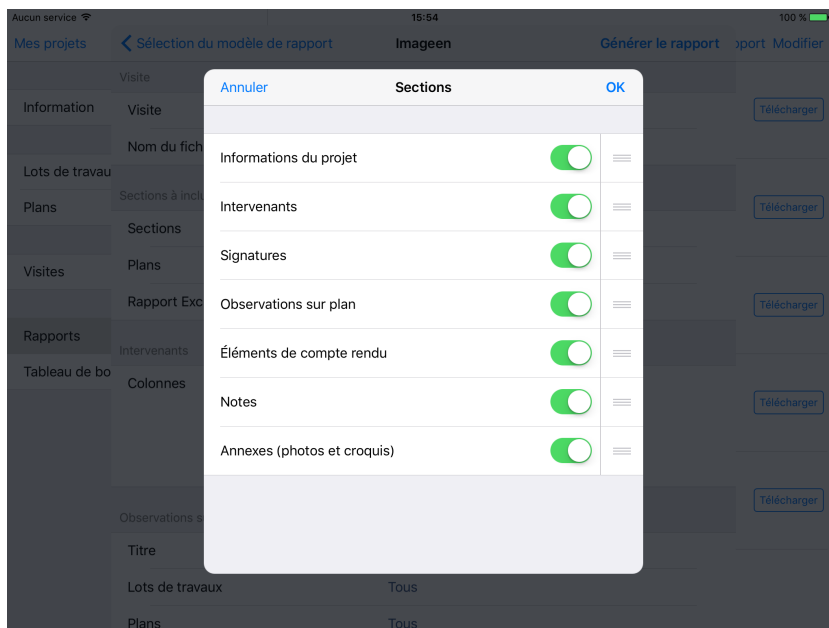 Aucun service 15:54 100 %
Mes projets Sélection du modèle de rapport Imageen Générer le rapport pport Modifier
Visite
Annuler Sections OK
Information Visite Télécharger
Nom du fich
Informations du projet
Lots de travau
Sections à inclu
Plans Intervenants Télécharger
Sections
Signatures
Plans
Visites
Rapport Exc Observations sur plan Télécharger
Rapports
Intervenants Éléments de compte rendu
Tableau de bo
Colonnes
Notes Télécharger
Annexes (photos et croquis)
Télécharger
Observations s
Titre
Lots de travaux Tous
Plans Tous